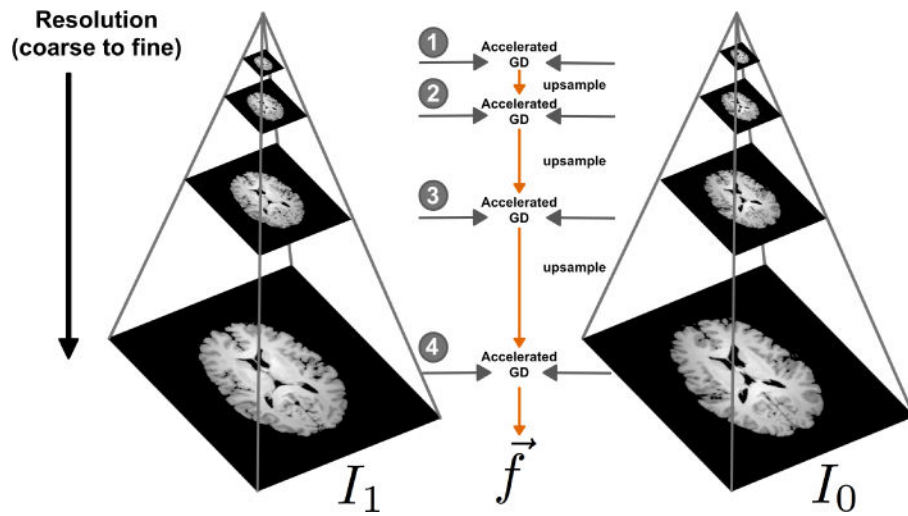 Resolution
(coarse to fine)
1
Accelerated
GD
upsample
2
Accelerated
GD
upsample
3
Accelerated
GD
upsample
4
Accelerated
GD
I₁
f⃗
I₀